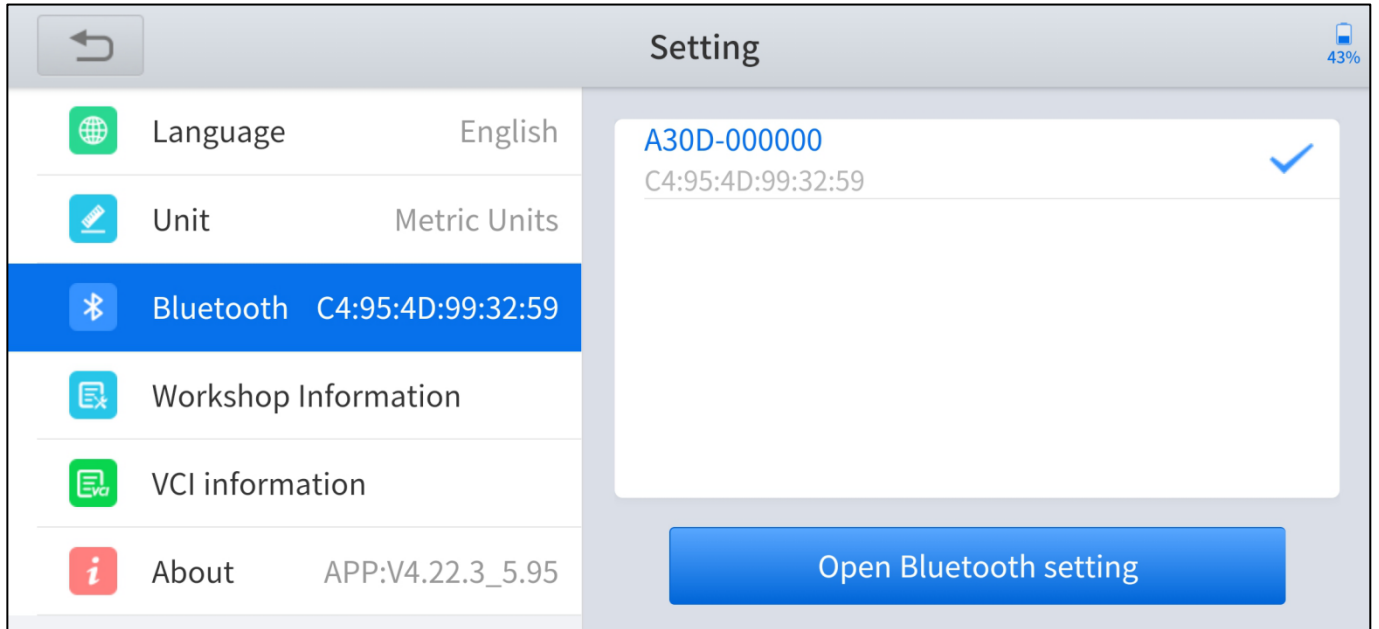 Setting
43%
Language English
Unit Metric Units
Bluetooth C4:95:4D:99:32:59
Workshop Information
VCI information
VCI
About APP:V4.22.3_5.95
A30D-000000
C4:95:4D:99:32:59
Open Bluetooth setting